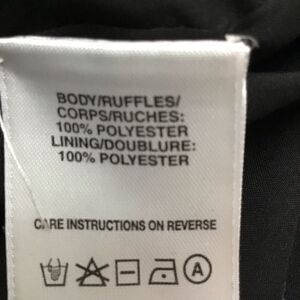 BODY/RUFFLES/
CORPS/RUCHES:
100% POLYESTER
LINING/DOUBLURE:
100% POLYESTER
CARE INSTRUCTIONS ON REVERSE
A